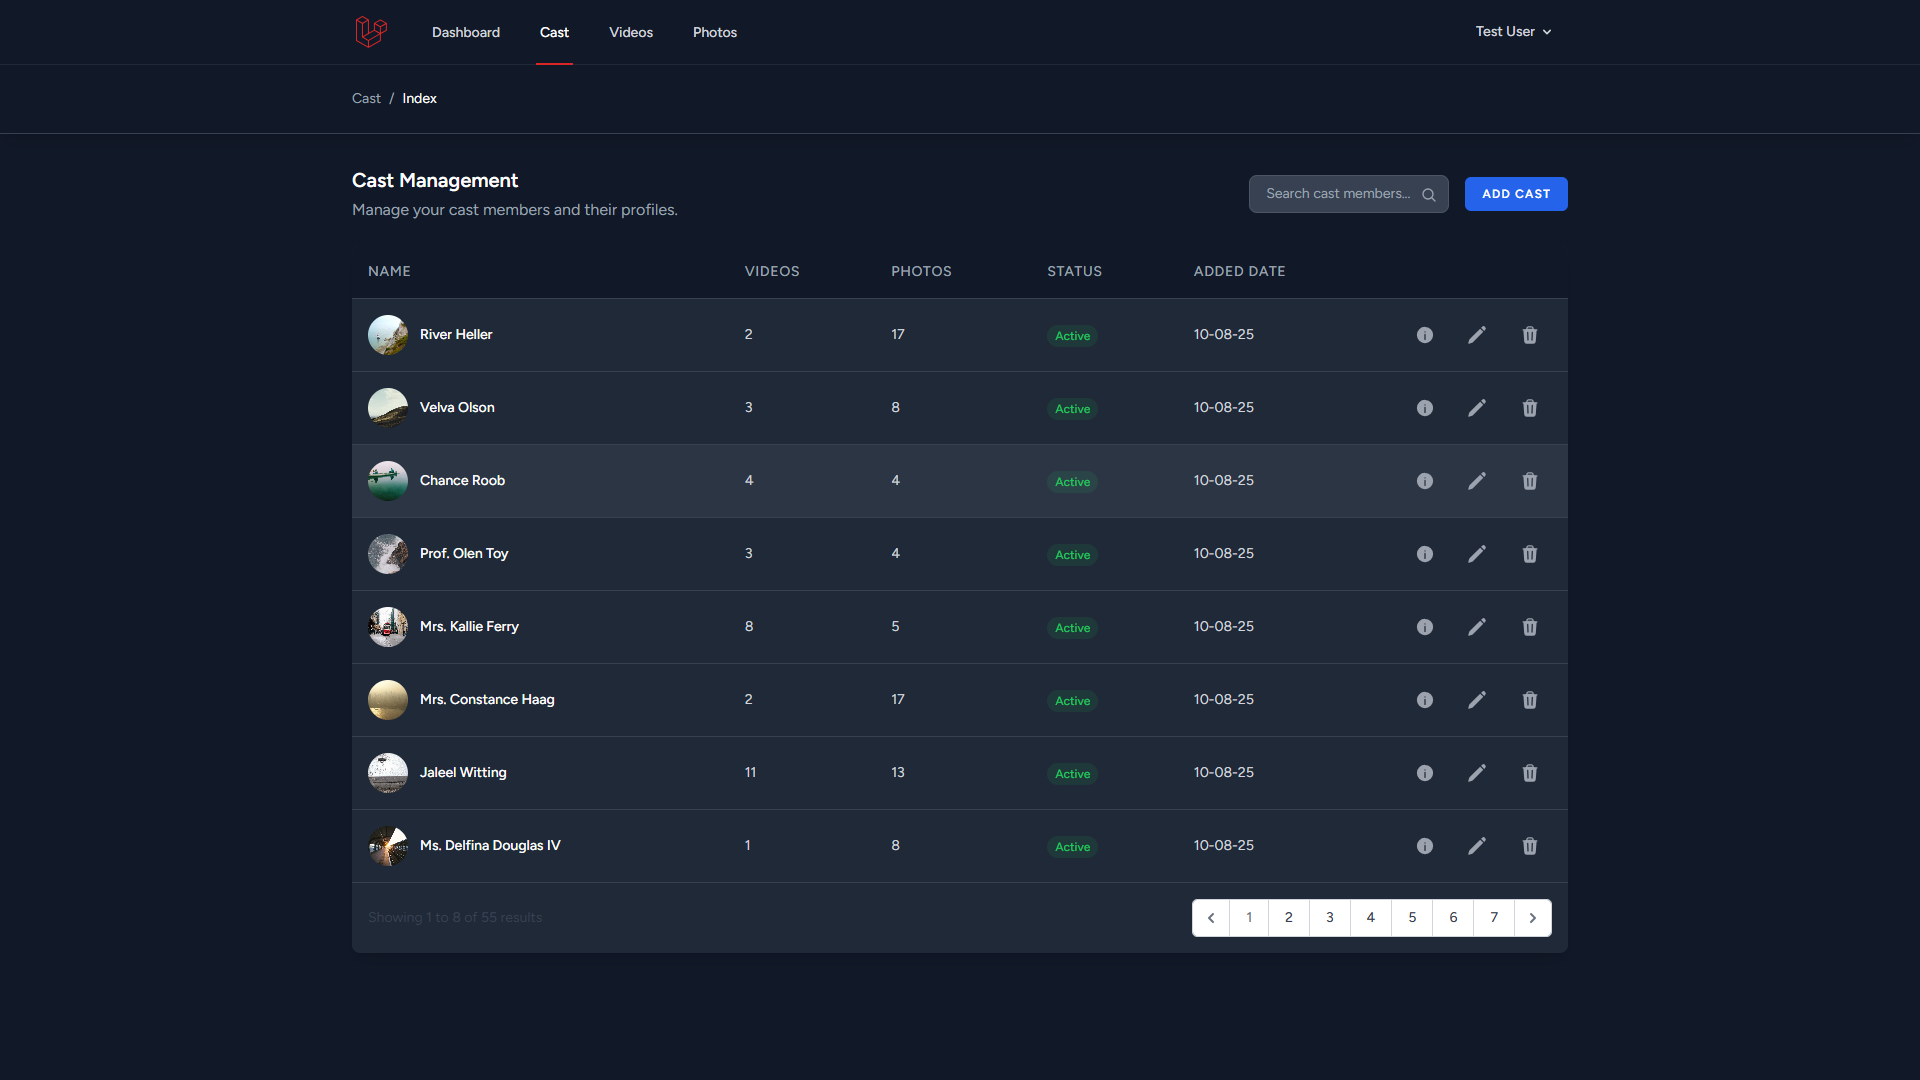 Dashboard Cast Videos Photos Test User
Cast / Index
Cast Management
Manage your cast members and their profiles.
Search cast members... ADD CAST
NAME VIDEOS PHOTOS STATUS ADDED DATE
River Heller 2 17 Active 10-08-25
Velva Olson 3 8 Active 10-08-25
Chance Roob 4 4 Active 10-08-25
Prof. Olen Toy 3 4 Active 10-08-25
Mrs. Kallie Ferry 8 5 Active 10-08-25
Mrs. Constance Haag 2 17 Active 10-08-25
Jaleel Witting 11 13 Active 10-08-25
Ms. Delfina Douglas IV 1 8 Active 10-08-25
Showing 1 to 8 of 55 results 1 2 3 4 5 6 7